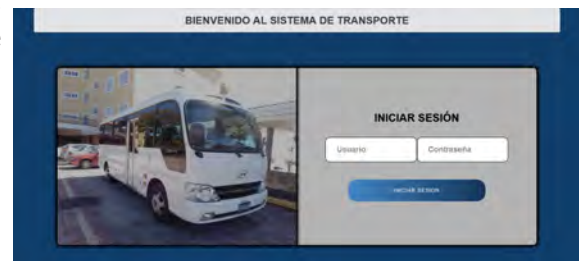 BIENVENIDO AL SISTEMA DE TRANSPORTE
INICIAR SESIÓN
Usuario Contraseña
INICIAR SESION